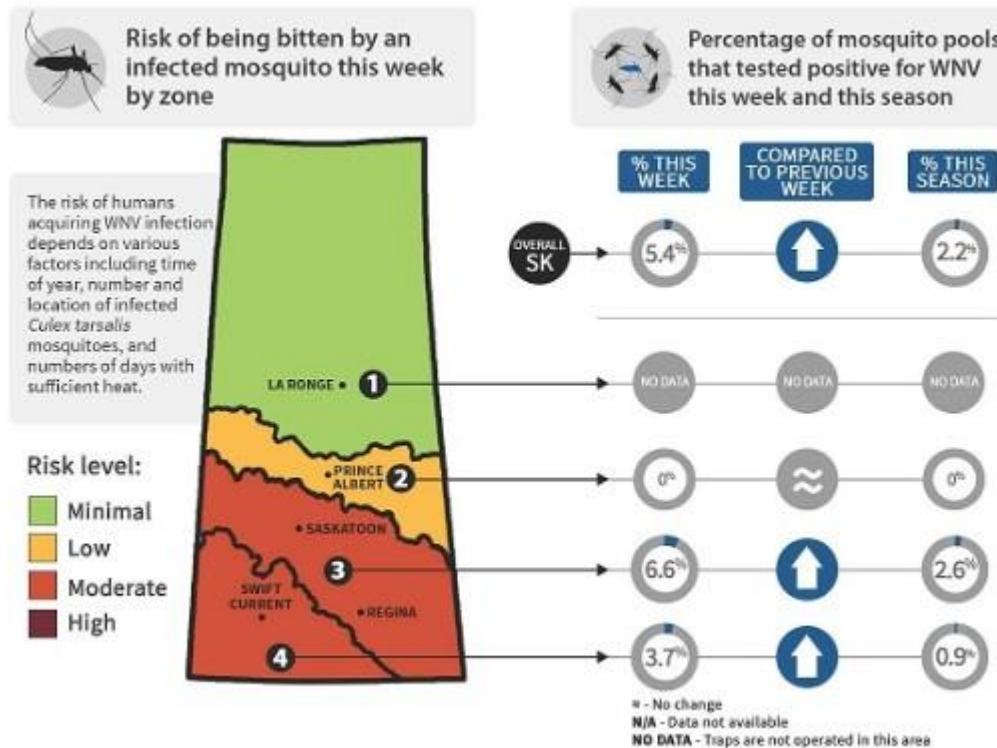 Risk of being bitten by an
infected mosquito this week
by zone
The risk of humans
acquiring WNV infection
depends on various
factors including time
of year, number and
location of infected
Culex tarsalis
mosquitoes, and
numbers of days with
sufficient heat.
Risk level:
Minimal
Low
Moderate
High
LA RONGE
1
PRINCE
ALBERT
2
SASKATOON
3
SWIFT
CURRENT
REGINA
4
Percentage of mosquito pools
that tested positive for WNV
this week and this season
% THIS
WEEK
COMPARED
TO PREVIOUS
WEEK
% THIS
SEASON
OVERALL
SK
5.4%
2.2%
NO DATA
NO DATA
NO DATA
0%
≈
0%
6.6%
2.6%
3.7%
0.9%
≈ - No change
N/A - Data not available
NO DATA - Traps are not operated in this area